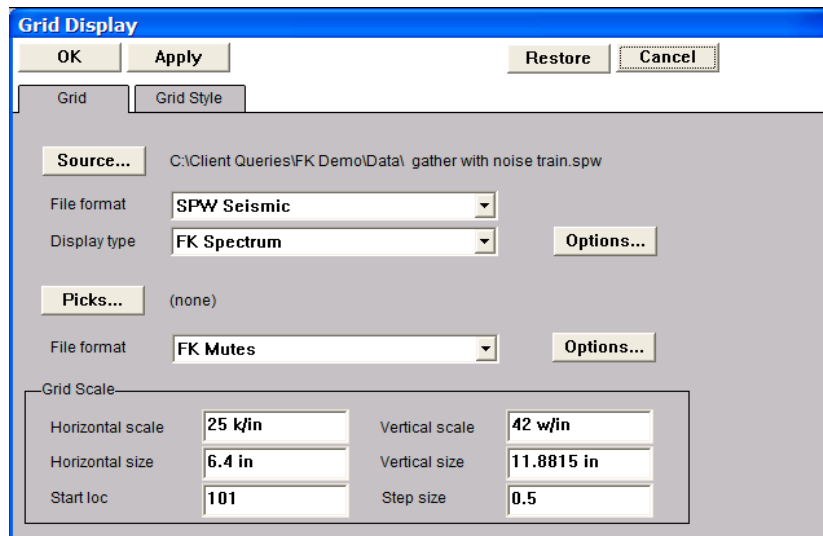 Grid Display
OK Apply Restore Cancel
Grid Grid Style
Source... C:\Client Queries\FK Demo\Data\ gather with noise train.spw
File format SPW Seismic
Display type FK Spectrum Options...
Picks... (none)
File format FK Mutes Options...
Grid Scale
Horizontal scale 25 k/in Vertical scale 42 w/in
Horizontal size 6.4 in Vertical size 11.8815 in
Start loc 101 Step size 0.5